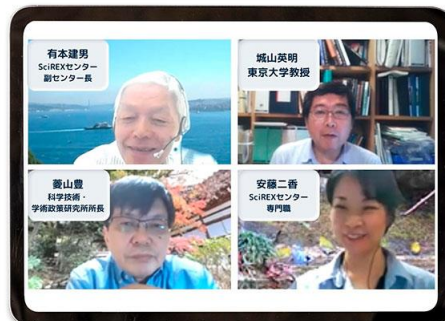 有本建男
SciREXセンター
副センター長
城山英明
東京大学教授
菱山豊
科学技術・
学術政策研究所所長
安藤二香
SciREXセンター
専門職